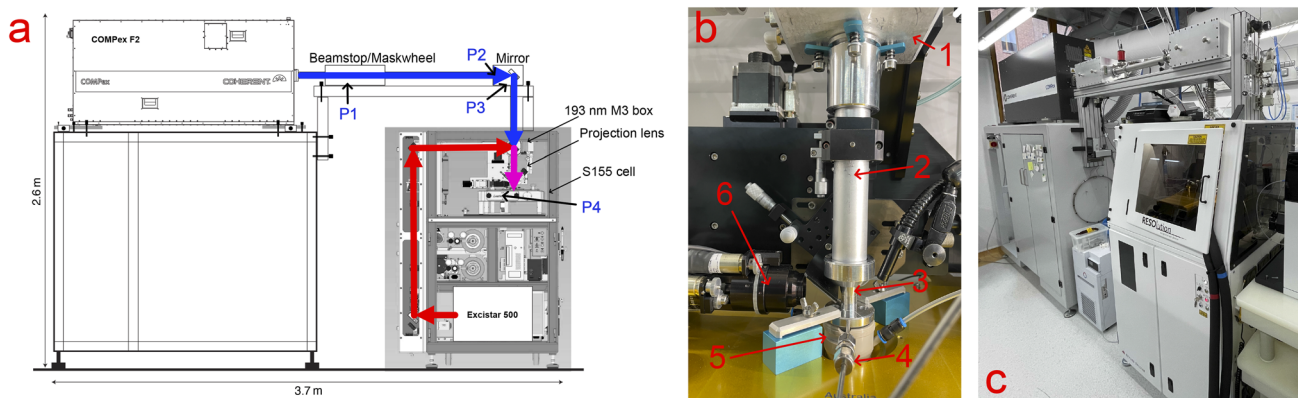 a
COMPex F2
COMPex
COHERENT
Beamstop/Maskwheel
Mirror
P2
P1
P3
193 nm M3 box
Projection lens
S155 cell
P4
Excistar 500
2.6 m
3.7 m
b
1
2
6
3
5
4
Australia
c
RESOlution